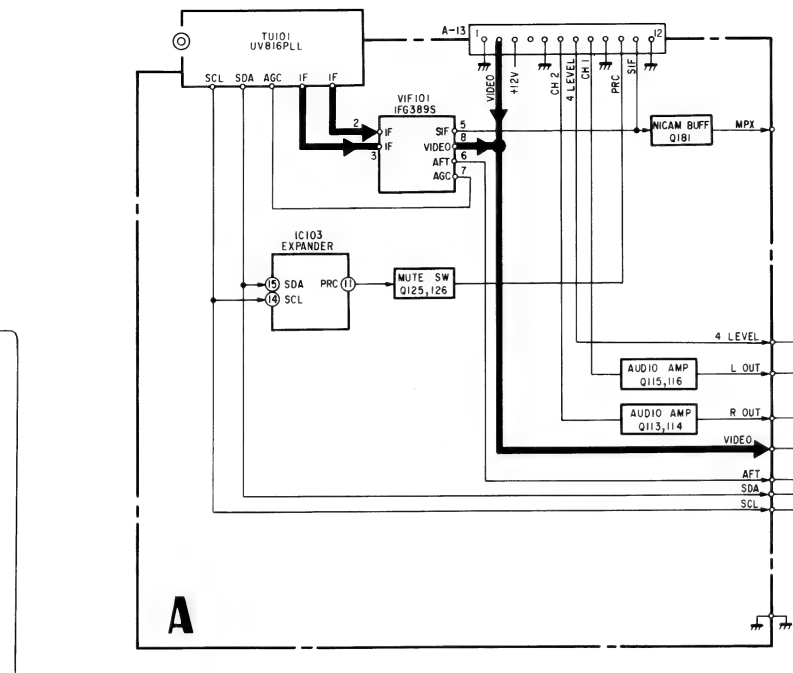 TU101
UV816PLL
SCL SDA AGC IF IF
A-13
1
12
VIDEO
+12V
CH 2
4 LEVEL
CH 1
PRC
SIF
VIF101
IFG389S
2
IF
3
IF
SIF
5
VIDEO
8
AFT
6
AGC
7
NICAM BUFF
Q181
MPX
IC103
EXPANDER
15 SDA
14 SCL
PRC 11
MUTE SW
Q125,126
4 LEVEL
AUDIO AMP
Q115,116
L OUT
AUDIO AMP
Q113,114
R OUT
VIDEO
AFT
SDA
SCL
A